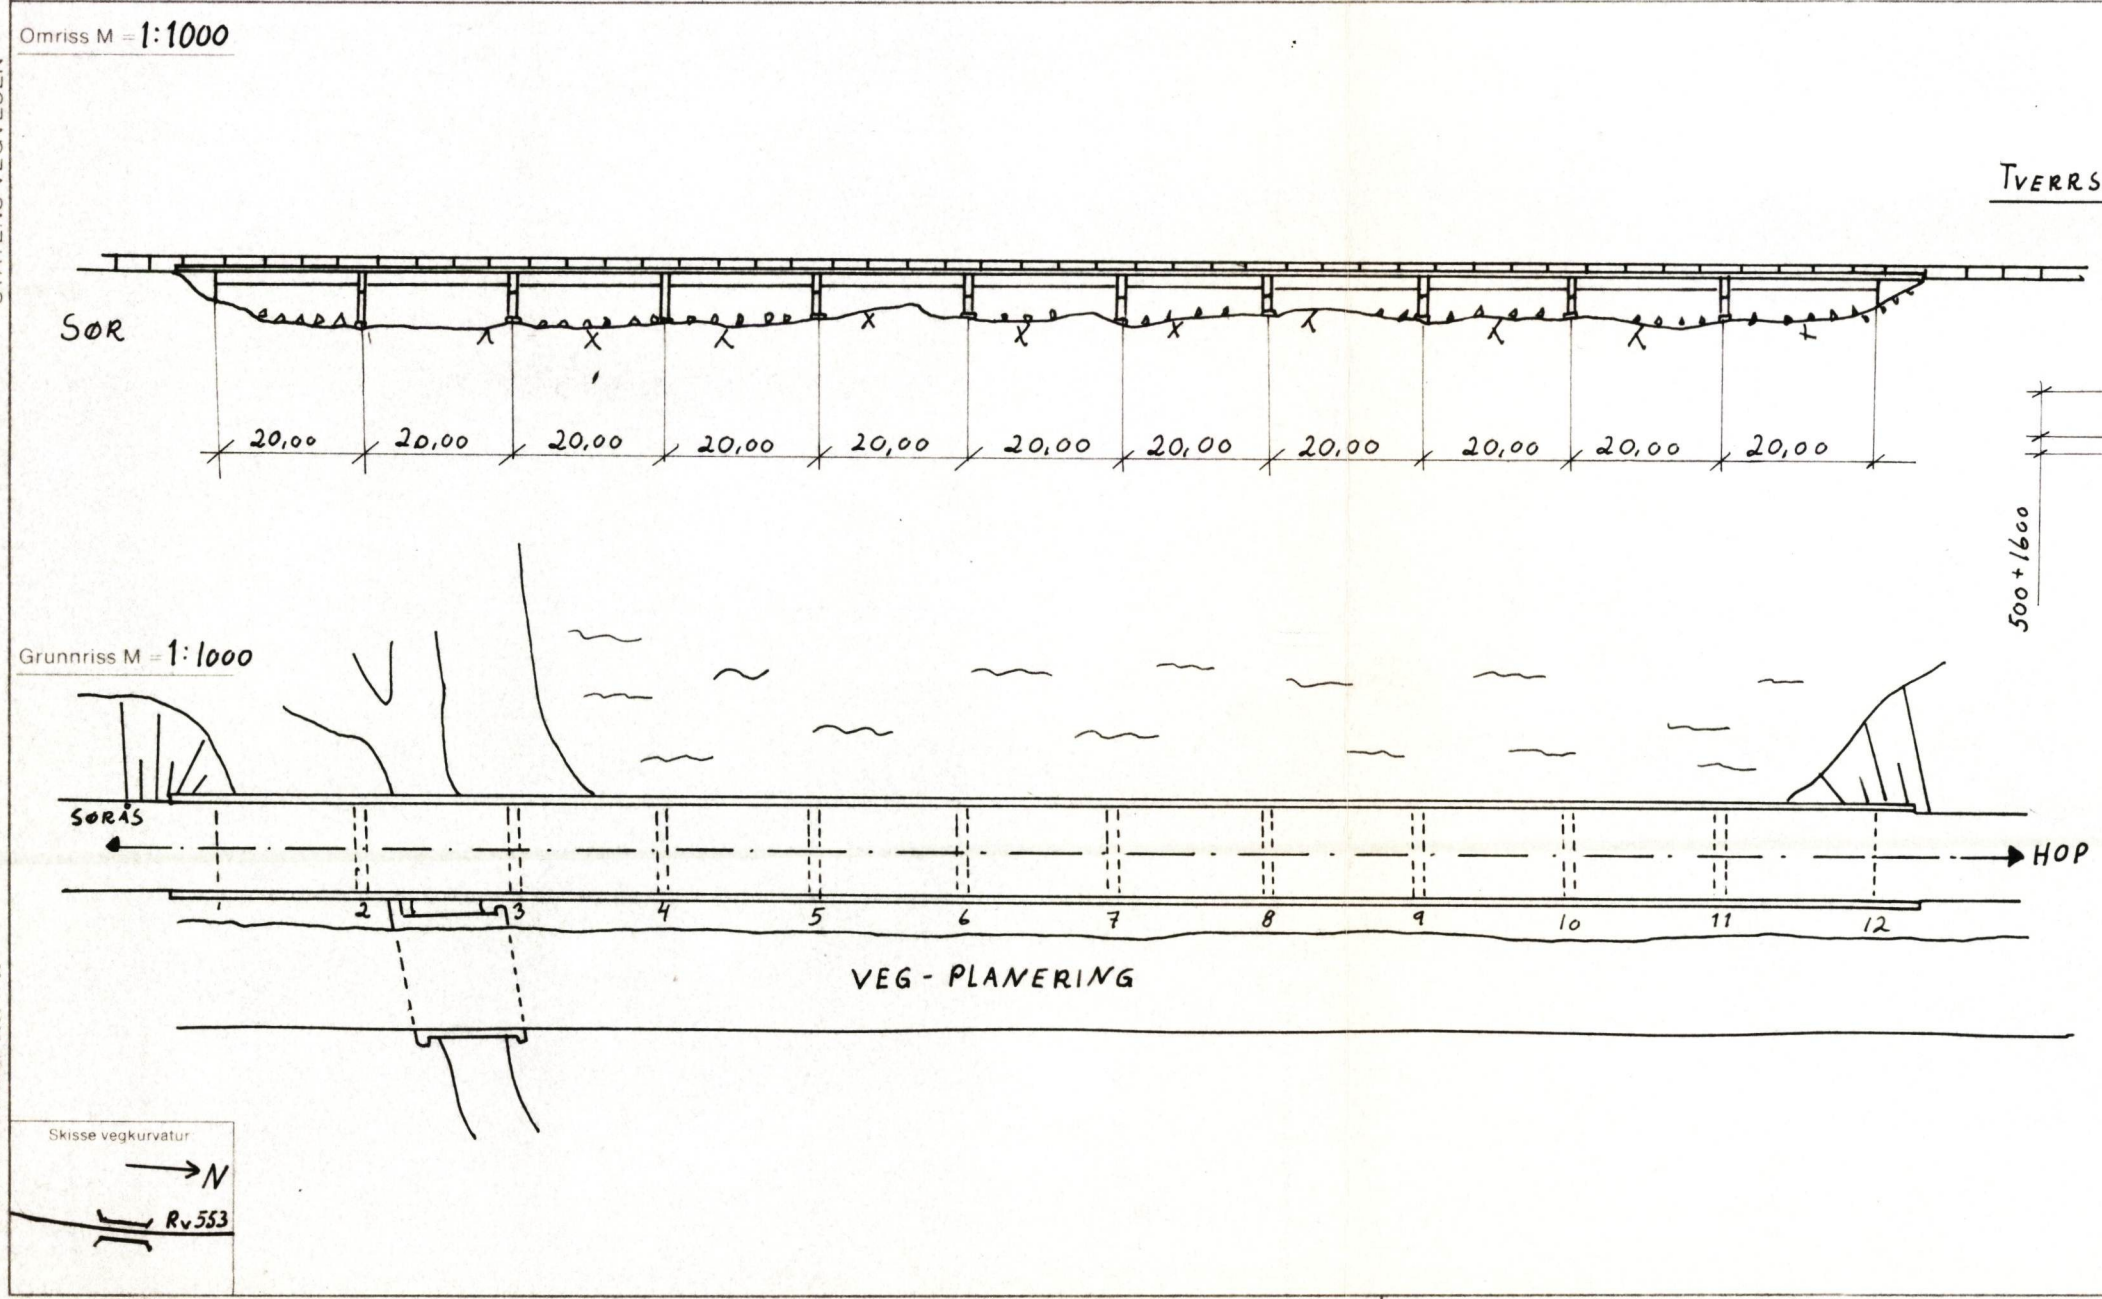 Omriss M = 1:1000
TVERRS
SØR
20,00 20,00 20,00 20,00 20,00 20,00 20,00 20,00 20,00 20,00 20,00
500+1600
Grunnriss M = 1:1000
SØRÅS
HOP
1 2 3 4 5 6 7 8 9 10 11 12
VEG-PLANERING
Skisse vegkurvatur
N
Rv 553